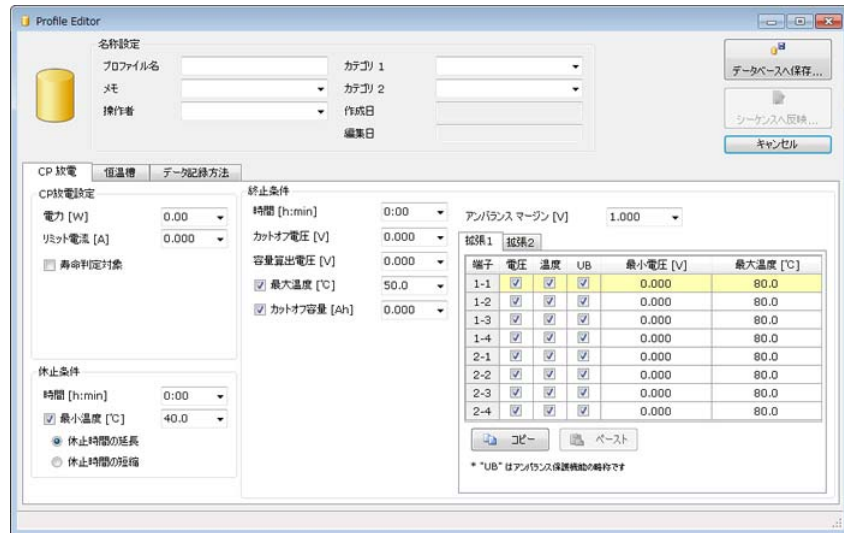 Profile Editor
名称設定
プロファイル名
カテゴリ 1
データベースへ保存...
メモ
カテゴリ 2
操作者
作成日
シーケンスへ反映...
編集日
キャンセル
CP 放電 恒温槽 データ記録方法
CP放電設定
電力 [W] 0.00
リミット電流 [A] 0.000
寿命判定対象
休止条件
時間 [h:min] 0:00
最小温度 [℃] 40.0
休止時間の延長
休止時間の短縮
終止条件
時間 [h:min] 0:00
カットオフ電圧 [V] 0.000
容量算出電圧 [V] 0.000
最大温度 [℃] 50.0
カットオフ容量 [Ah] 0.000
アンバランス マージン [V] 1.000
拡張1 拡張2
端子 電圧 温度 UB 最小電圧 [V] 最大温度 [℃]
1-1 0.000 80.0
1-2 0.000 80.0
1-3 0.000 80.0
1-4 0.000 80.0
2-1 0.000 80.0
2-2 0.000 80.0
2-3 0.000 80.0
2-4 0.000 80.0
コピー ペースト
* "UB" はアンバランス保護機能の略称です